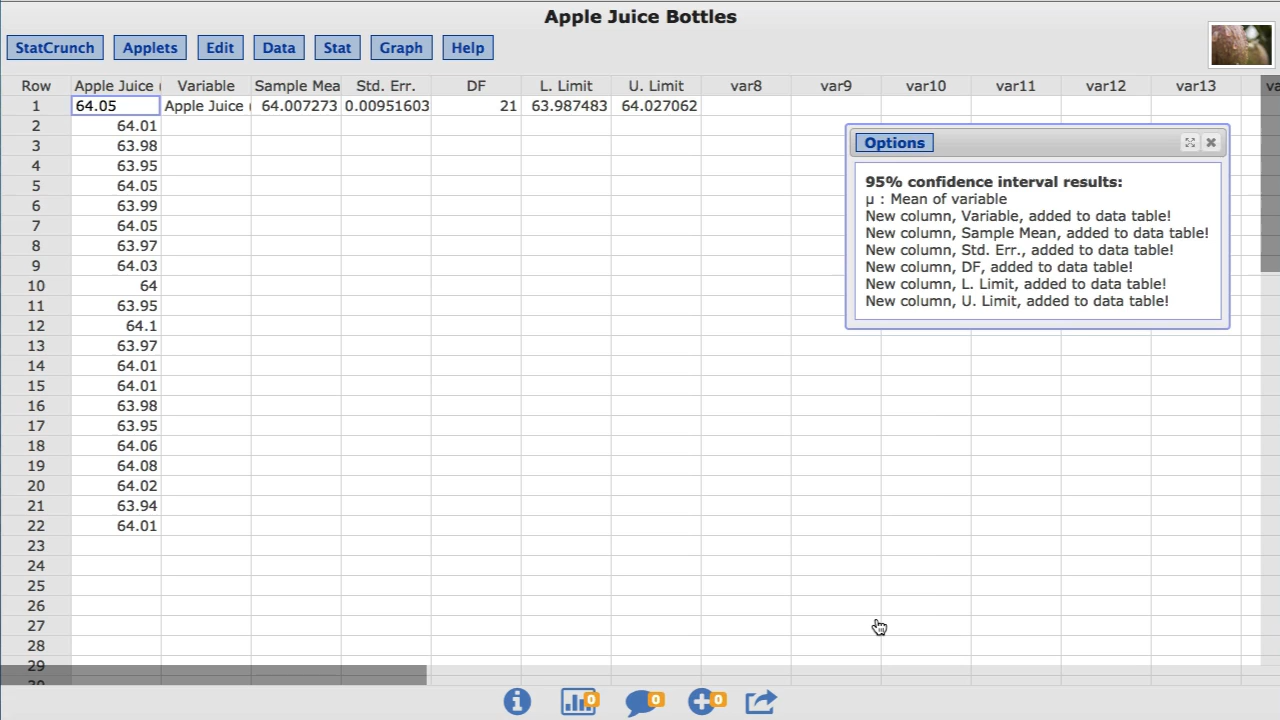 Apple Juice Bottles
StatCrunch Applets Edit Data Stat Graph Help
Row Apple Juice Variable Sample Mea Std. Err. DF L. Limit U. Limit var8 var9 var10 var11 var12 var13 va
1 64.05 Apple Juice 64.007273 0.00951603 21 63.987483 64.027062
2 64.01
3 63.98
4 63.95
5 64.05
6 63.99
7 64.05
8 63.97
9 64.03
10 64
11 63.95
12 64.1
13 63.97
14 64.01
15 64.01
16 63.98
17 63.95
18 64.06
19 64.08
20 64.02
21 63.94
22 64.01
23
24
25
26
27
28
29
30
Options
95% confidence interval results:
μ : Mean of variable
New column, Variable, added to data table!
New column, Sample Mean, added to data table!
New column, Std. Err., added to data table!
New column, DF, added to data table!
New column, L. Limit, added to data table!
New column, U. Limit, added to data table!
0 0 0